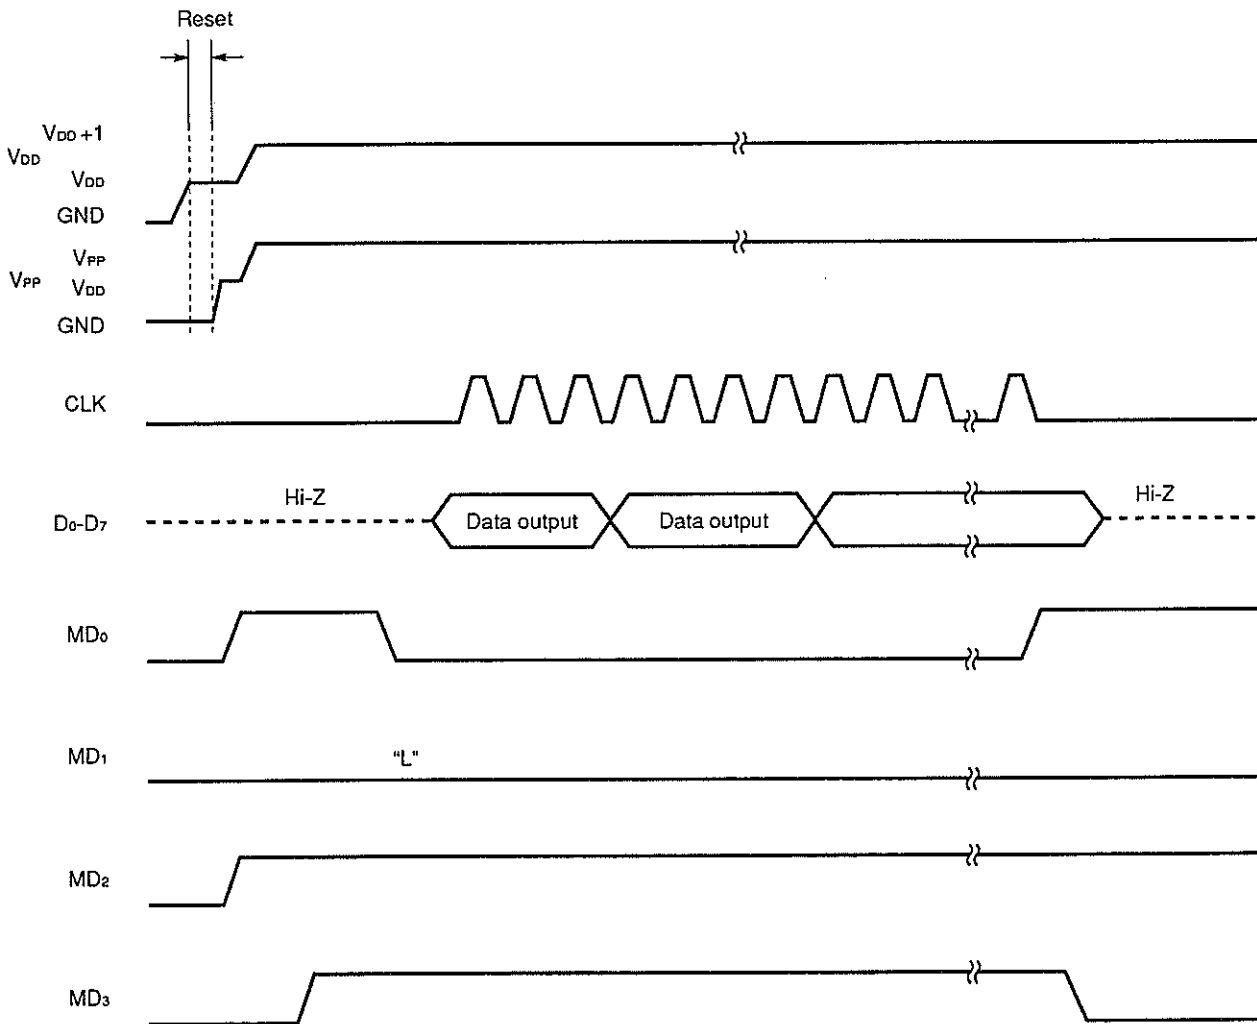 Reset
VDD +1
VDD
VDD
GND
VPP
VPP
VDD
GND
CLK
Hi-Z
Hi-Z
D0-D7
Data output
Data output
MD0
MD1
"L"
MD2
MD3